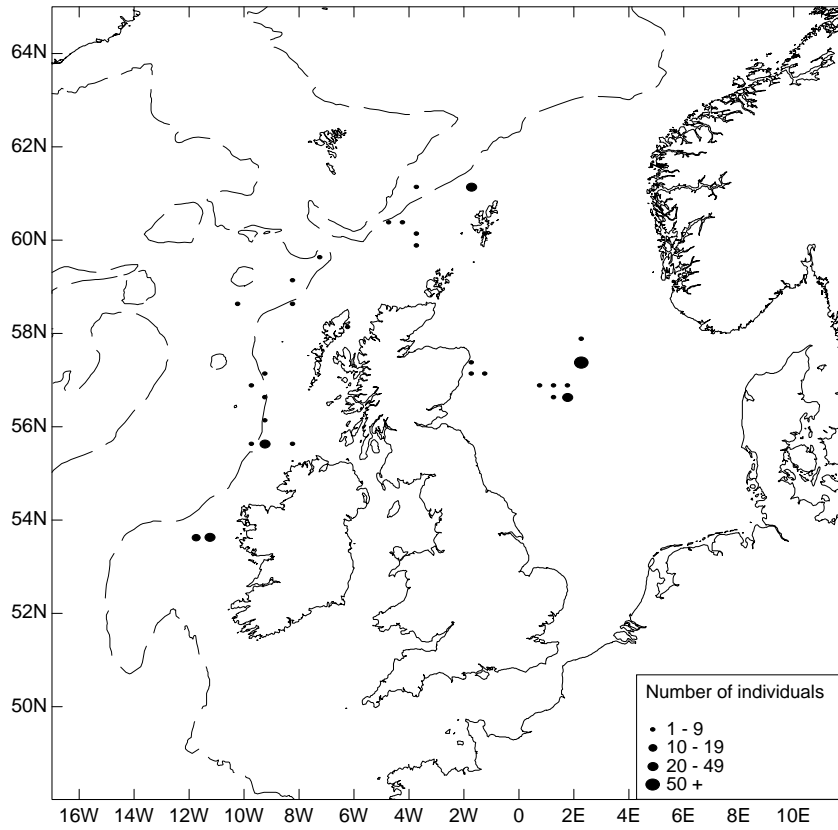 64N
62N
60N
58N
56N
54N
52N
50N
Number of individuals
1 - 9
10 - 19
20 - 49
50 +
16W 14W 12W 10W 8W 6W 4W 2W 0 2E 4E 6E 8E 10E